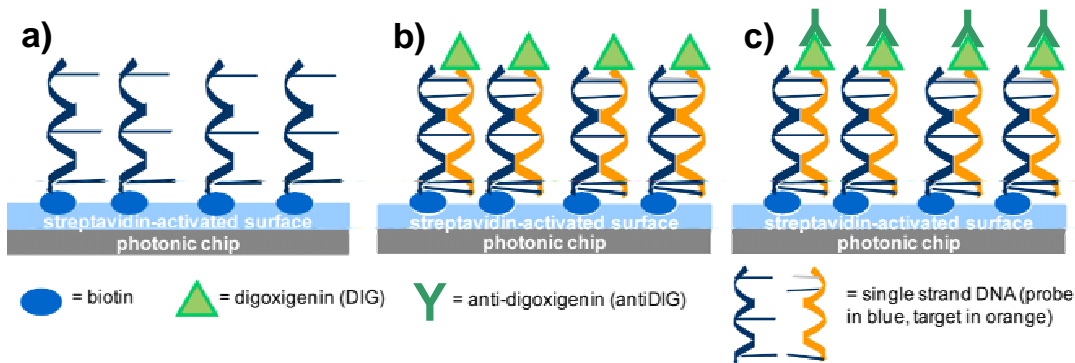 a)
b)
c)
streptavidin-activated surface
photonic chip
streptavidin-activated surface
photonic chip
streptavidin-activated surface
photonic chip
= biotin
= digoxigenin (DIG)
= anti-digoxigenin (antiDIG)
= single strand DNA (probe
in blue, target in orange)